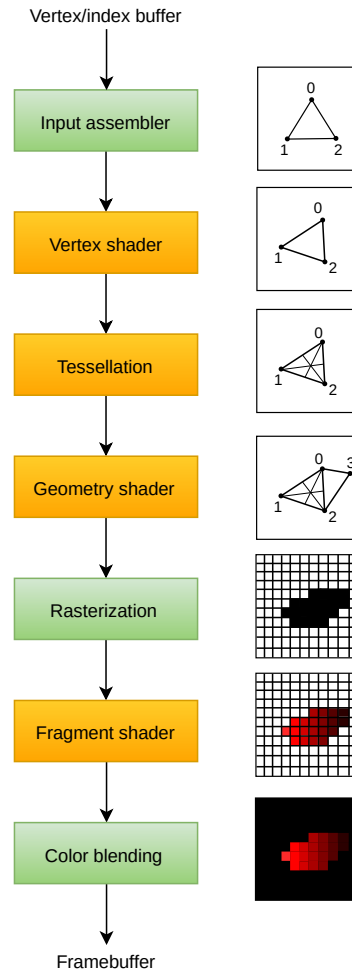 Vertex/index buffer
Input assembler
0
1
2
Vertex shader
0
1
2
Tessellation
0
1
2
Geometry shader
0
3
1
2
Rasterization
Fragment shader
Color blending
Framebuffer